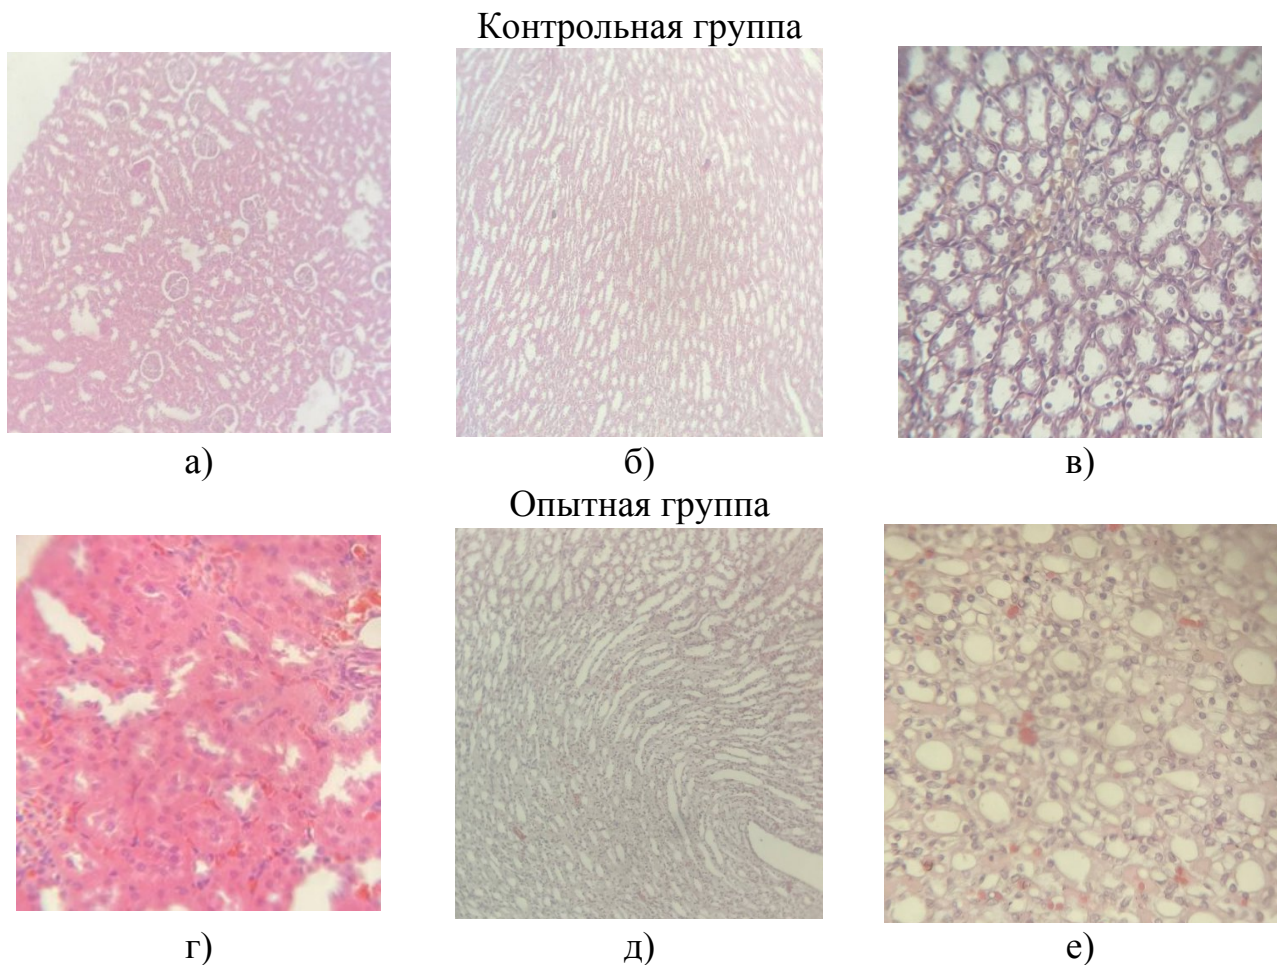 Контрольная группа
а)
б)
в)
Опытная группа
г)
д)
е)